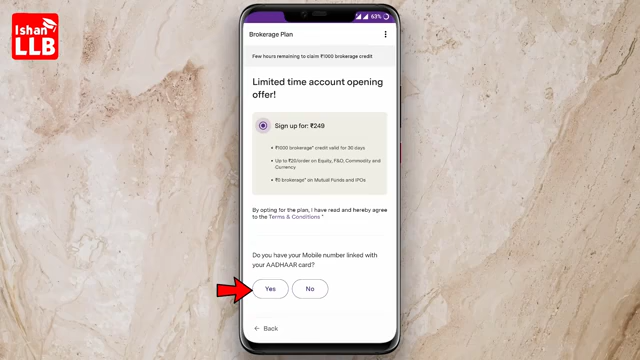 Ishan
LLB
63%
Brokerage Plan
Few hours remaining to claim ₹1000 brokerage credit
Limited time account opening
offer!
Sign up for: ₹249
• ₹1000 brokerage* credit valid for 30 days
• Up to ₹20/order on Equity, F&O, Commodity and
Currency
• ₹0 brokerage* on Mutual Funds and IPOs
By opting for the plan, I have read and hereby agree
to the Terms & Conditions *
Do you have your Mobile number linked with
your AADHAAR card?
Yes No
Back